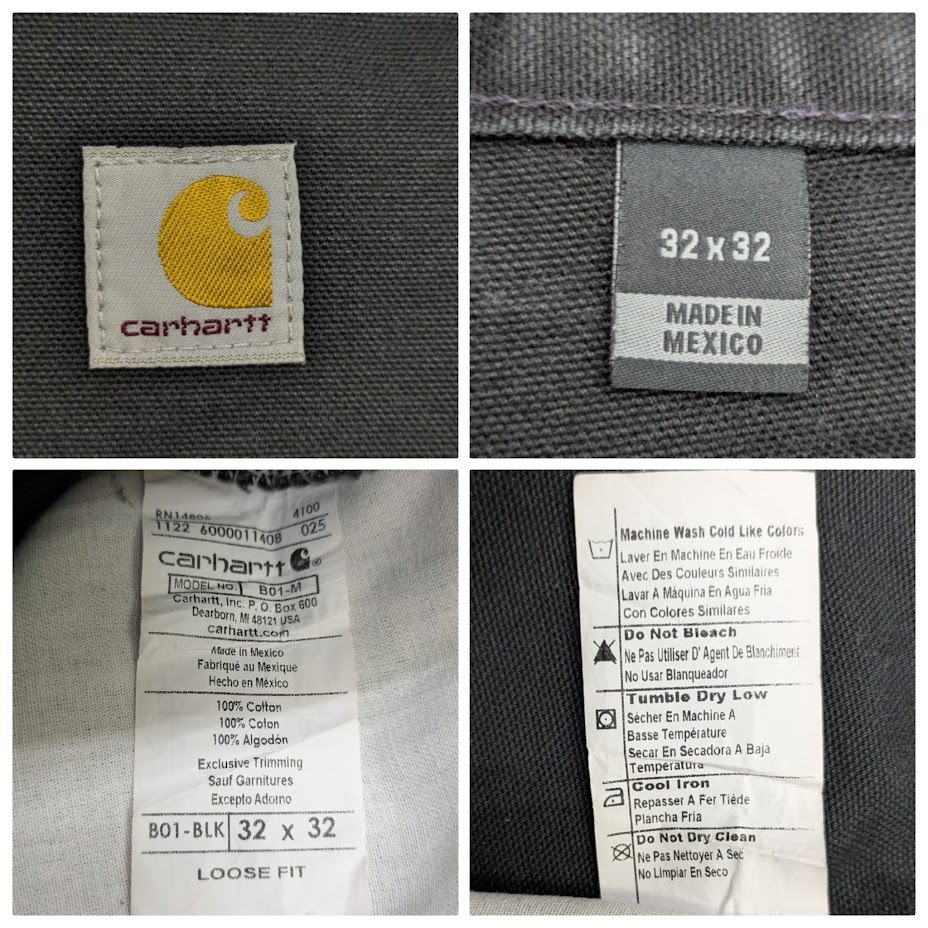 carhartt
32 x 32
MADE IN
MEXICO
RN14806 4100
1122 6000011408 025
carhartt ®
MODEL NO. B01-M
Carhartt, Inc. P. O. Box 600
Dearborn, MI 48121 USA
carhartt.com
Made in Mexico
Fabriqué au Mexique
Hecho en México
100% Cotton
100% Coton
100% Algodón
Exclusive Trimming
Sauf Garnitures
Excepto Adorno
B01-BLK 32 x 32
LOOSE FIT
Machine Wash Cold Like Colors
Laver En Machine En Eau Froide
Avec Des Couleurs Similaires
Lavar A Máquina En Agua Fria
Con Colores Similares
Do Not Bleach
Ne Pas Utiliser D' Agent De Blanchiment
No Usar Blanqueador
Tumble Dry Low
Sécher En Machine A
Basse Température
Secar En Secadora A Baja
Temperatura
Cool Iron
Repasser A Fer Tiède
Plancha Fria
Do Not Dry Clean
Ne Pas Nettoyer A Sec
No Limpiar En Seco